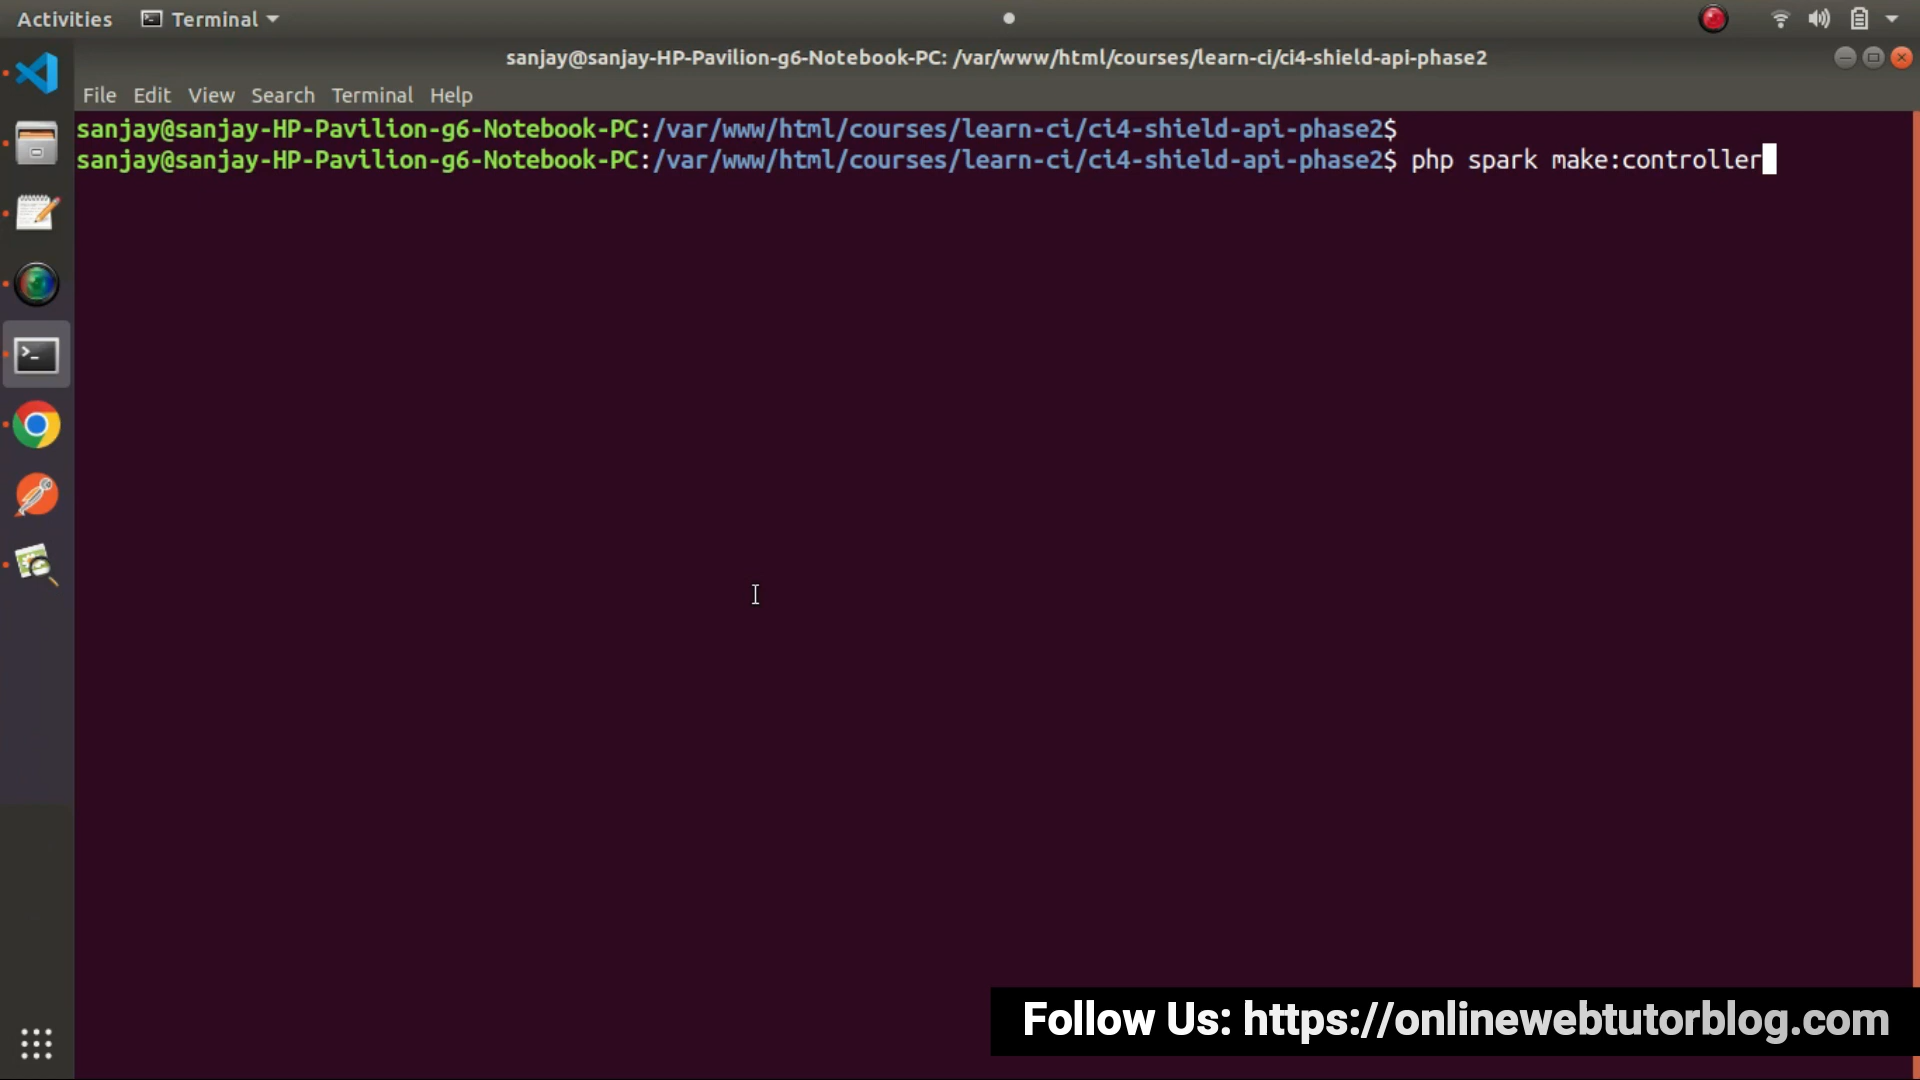 Activities Terminal
sanjay@sanjay-HP-Pavilion-g6-Notebook-PC: /var/www/html/courses/learn-ci/ci4-shield-api-phase2
File Edit View Search Terminal Help
sanjay@sanjay-HP-Pavilion-g6-Notebook-PC:/var/www/html/courses/learn-ci/ci4-shield-api-phase2$
sanjay@sanjay-HP-Pavilion-g6-Notebook-PC:/var/www/html/courses/learn-ci/ci4-shield-api-phase2$ php spark make:controller
Follow Us: https://onlinewebtutorblog.com